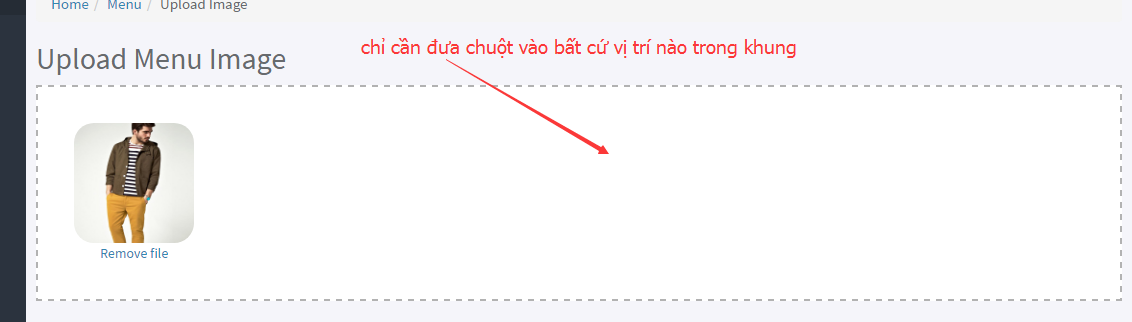 Home / Menu / Upload Image
chỉ cần đưa chuột vào bất cứ vị trí nào trong khung
Upload Menu Image
Remove file